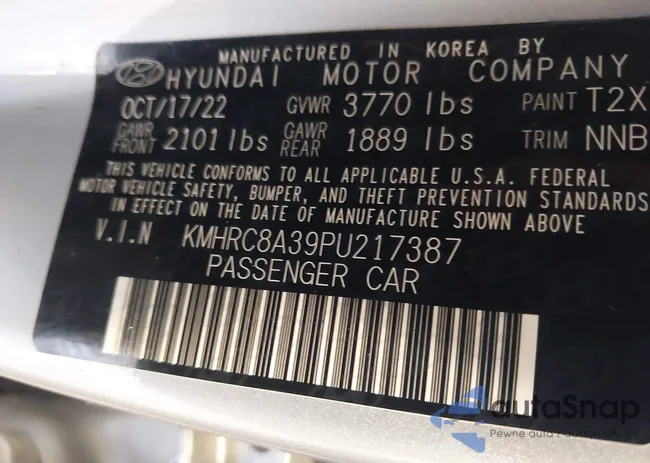 MANUFACTURED IN KOREA BY
HYUNDAI MOTOR COMPANY
OCT/17/22 GVWR 3770 lbs PAINT T2X
GAWR FRONT 2101 lbs GAWR REAR 1889 lbs TRIM NNB
THIS VEHICLE CONFORMS TO ALL APPLICABLE U.S.A. FEDERAL
MOTOR VEHICLE SAFETY, BUMPER, AND THEFT PREVENTION STANDARDS
IN EFFECT ON THE DATE OF MANUFACTURE SHOWN ABOVE
V.I.N KMHRC8A39PU217387
PASSENGER CAR
autoSnap
Pewne auto z